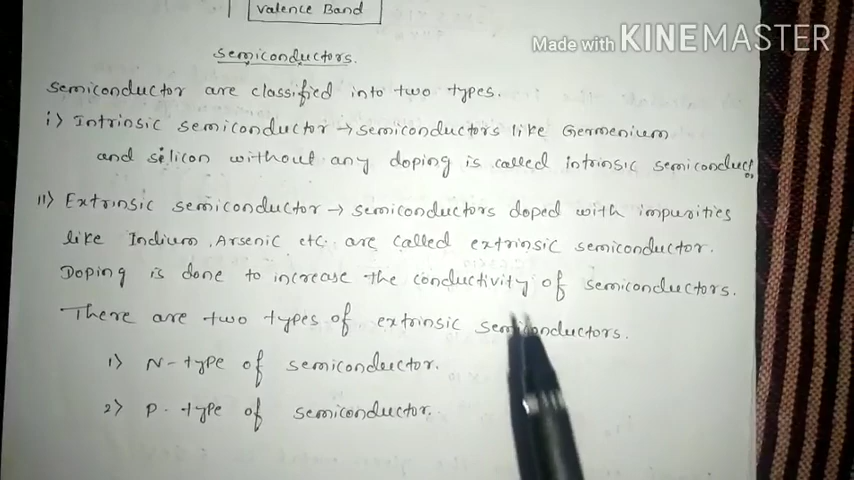 Valence Band
Made with KINEMASTER
semiconductors.
semiconductor are classified into two types.
i) Intrinsic semiconductor → semiconductors like Germenium
and silicon without any doping is called intrinsic semiconductor
ii) Extrinsic semiconductor → semiconductors doped with impurities
like Indium, Arsenic etc. are called extrinsic semiconductor.
Doping is done to increase the conductivity of semiconductors.
There are two types of extrinsic semiconductors.
1) N-type of semiconductor.
2) P-type of semiconductor.